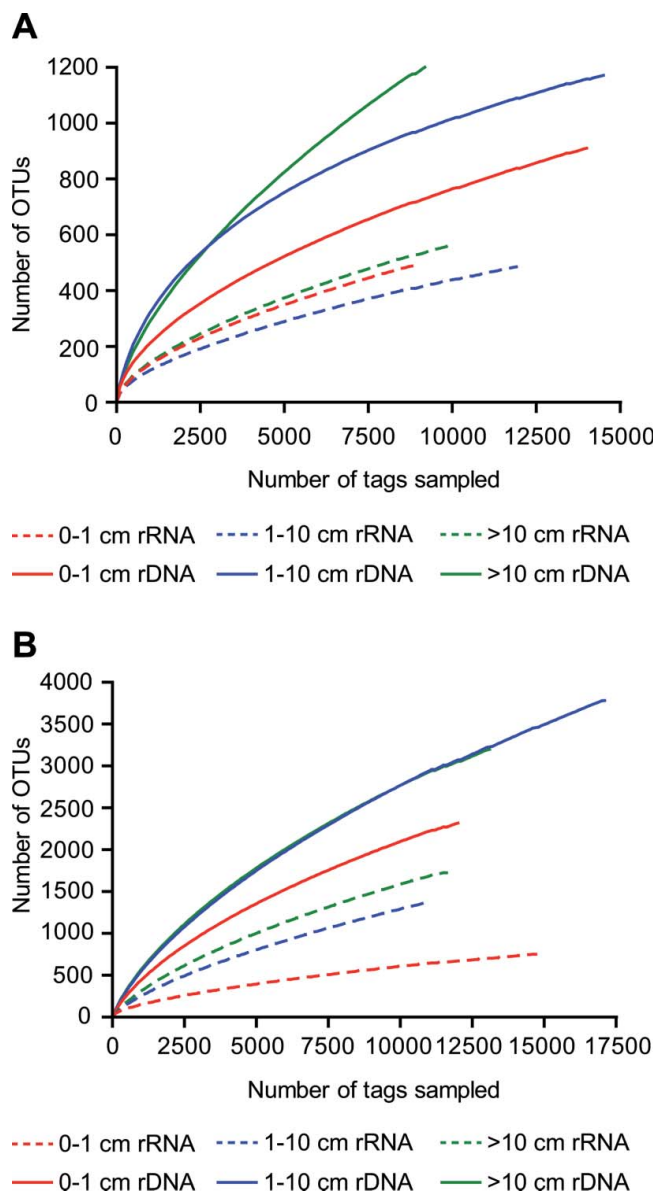 A
1200
1000
800
600
400
200
0
Number of OTUs
0 2500 5000 7500 10000 12500 15000
Number of tags sampled
0-1 cm rRNA 1-10 cm rRNA >10 cm rRNA
0-1 cm rDNA 1-10 cm rDNA >10 cm rDNA
B
4000
3500
3000
2500
2000
1500
1000
500
0
Number of OTUs
0 2500 5000 7500 10000 12500 15000 17500
Number of tags sampled
0-1 cm rRNA 1-10 cm rRNA >10 cm rRNA
0-1 cm rDNA 1-10 cm rDNA >10 cm rDNA